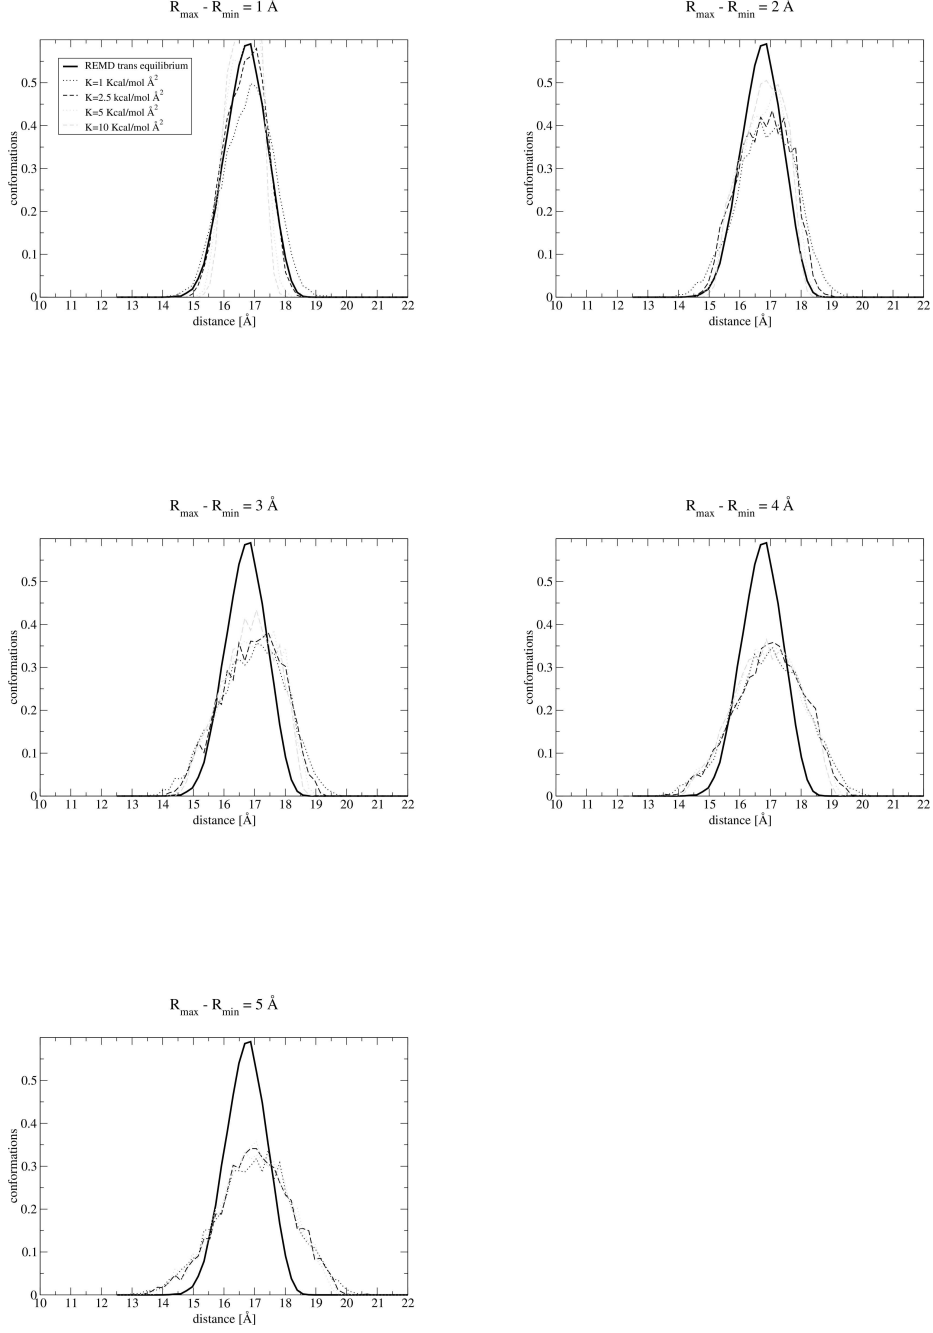 R_max - R_min = 1 Å
R_max - R_min = 2 Å
0.5
0.4
0.3
0.2
0.1
0
conformations
REMD trans equilibrium
K=1 Kcal/mol Å^2
K=2.5 kcal/mol Å^2
K=5 Kcal/mol Å^2
K=10 Kcal/mol Å^2
10 11 12 13 14 15 16 17 18 19 20 21 22
distance [Å]
0.5
0.4
0.3
0.2
0.1
0
conformations
10 11 12 13 14 15 16 17 18 19 20 21 22
distance [Å]
R_max - R_min = 3 Å
R_max - R_min = 4 Å
0.5
0.4
0.3
0.2
0.1
0
conformations
10 11 12 13 14 15 16 17 18 19 20 21 22
distance [Å]
0.5
0.4
0.3
0.2
0.1
0
conformations
10 11 12 13 14 15 16 17 18 19 20 21 22
distance [Å]
R_max - R_min = 5 Å
0.5
0.4
0.3
0.2
0.1
0
conformations
10 11 12 13 14 15 16 17 18 19 20 21 22
distance [Å]